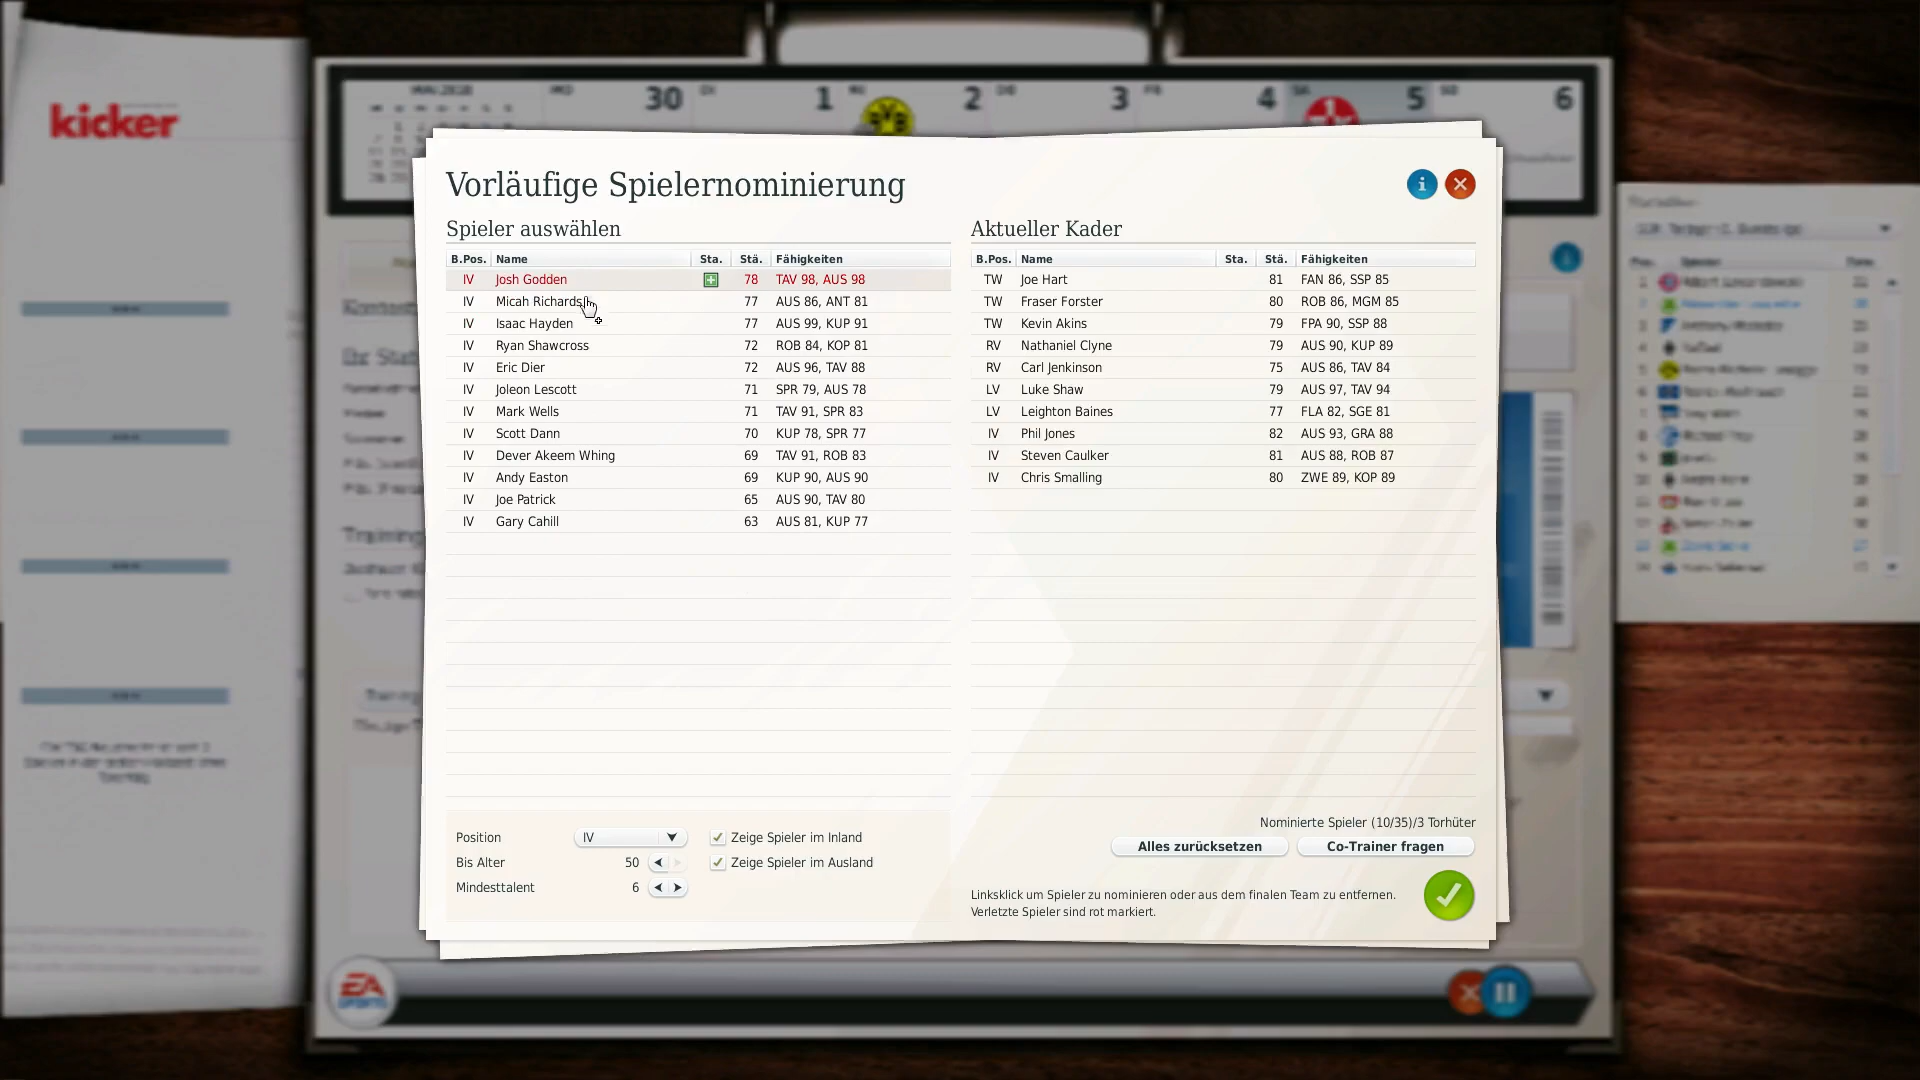 kicker
MAI 2018
MO 30 DI 1 MI 2 DO 3 FR 4 SA 5 SO 6
BVB
Vorläufige Spielernominierung
Spieler auswählen
B.Pos. Name Sta. Stä. Fähigkeiten
IV Josh Godden 78 TAV 98, AUS 98
IV Micah Richards 77 AUS 86, ANT 81
IV Isaac Hayden 77 AUS 99, KUP 91
IV Ryan Shawcross 72 ROB 84, KOP 81
IV Eric Dier 72 AUS 96, TAV 88
IV Joleon Lescott 71 SPR 79, AUS 78
IV Mark Wells 71 TAV 91, SPR 83
IV Scott Dann 70 KUP 78, SPR 77
IV Dever Akeem Whing 69 TAV 91, ROB 83
IV Andy Easton 69 KUP 90, AUS 90
IV Joe Patrick 65 AUS 90, TAV 80
IV Gary Cahill 63 AUS 81, KUP 77
Position IV
Bis Alter 50
Mindesttalent 6
Zeige Spieler im Inland
Zeige Spieler im Ausland
Aktueller Kader
B.Pos. Name Sta. Stä. Fähigkeiten
TW Joe Hart 81 FAN 86, SSP 85
TW Fraser Forster 80 ROB 86, MGM 85
TW Kevin Akins 79 FPA 90, SSP 88
RV Nathaniel Clyne 79 AUS 90, KUP 89
RV Carl Jenkinson 75 AUS 86, TAV 84
LV Luke Shaw 79 AUS 97, TAV 94
LV Leighton Baines 77 FLA 82, SGE 81
IV Phil Jones 82 AUS 93, GRA 88
IV Steven Caulker 81 AUS 88, ROB 87
IV Chris Smalling 80 ZWE 89, KOP 89
Nominierte Spieler (10/35)/3 Torhüter
Alles zurücksetzen Co-Trainer fragen
Linksklick um Spieler zu nominieren oder aus dem finalen Team zu entfernen.
Verletzte Spieler sind rot markiert.
EA
SPORTS